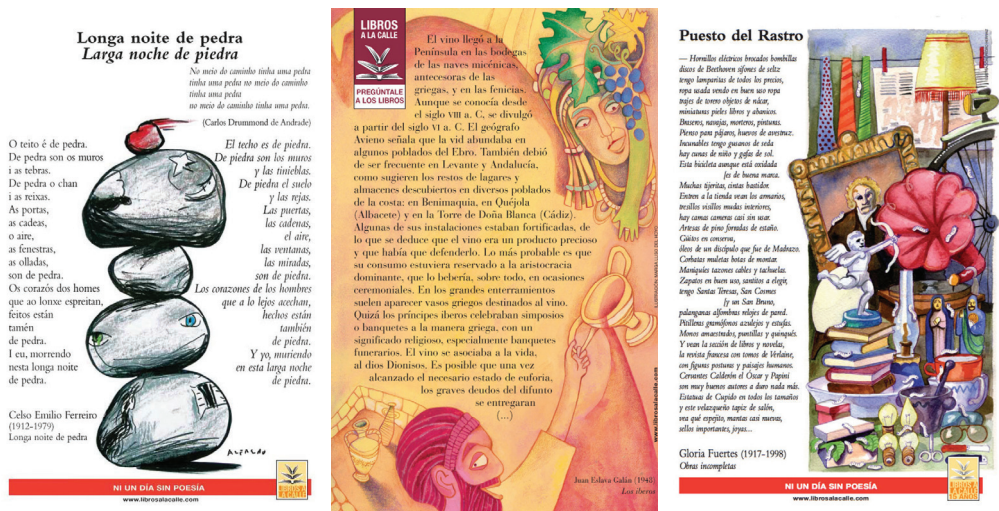 Longa noite de pedra
Larga noche de piedra
No meio do caminho tinha uma pedra
tinha uma pedra no meio do caminho
tinha uma pedra
no meio do caminho tinha uma pedra.
(Carlos Drummond de Andrade)
O teito é de pedra.
De pedra son os muros
i as tebras.
De pedra o chan
i as reixas.
As portas,
as cadeas,
o aire,
as fenestras,
as olladas,
son de pedra.
Os corazós dos homes
que ao lonxe espreitan,
feitos están
tamén
de pedra.
I eu, morrendo
nesta longa noite
de pedra.
El techo es de piedra.
De piedra son los muros
y las tinieblas.
De piedra el suelo
y las rejas.
Las puertas,
las cadenas,
el aire,
las ventanas,
las miradas,
son de piedra.
Los corazones de los hombres
que a lo lejos acechan,
hechos están
también
de piedra.
Y yo, muriendo
en esta larga noche
de piedra.
Celso Emilio Ferreiro
(1912-1979)
Longa noite de pedra
NI UN DÍA SIN POESÍA
www.librosalacalle.com
LIBROS A
LA CALLE
LIBROS
A LA CALLE
PREGÚNTALE
A LOS LIBROS
El vino llegó a la
Península en las bodegas
de las naves micénicas,
antecesoras de las
griegas, y en las fenicias.
Aunque se conocía desde
el siglo VIII a. C, se divulgó
a partir del siglo VI a. C. El geógrafo
Avieno señala que la vid abundaba en
algunos poblados del Ebro. También debió
de ser frecuente en Levante y Andalucía,
como sugieren los restos de lagares y
almacenes descubiertos en diversos poblados
de la costa: en Benimaquia, en Quéjola
(Albacete) y en la Torre de Doña Blanca (Cádiz).
Algunas de sus instalaciones estaban fortificadas, de
lo que se deduce que el vino era un producto precioso
y que había que defenderlo. Lo más probable es que
su consumo estuviera reservado a la aristocracia
dominante, que lo bebería, sobre todo, en ocasiones
ceremoniales. En los grandes enterramientos
suelen aparecer vasos griegos destinados al vino.
Quizá los príncipes iberos celebraban simposios
o banquetes a la manera griega, con un
significado religioso, especialmente banquetes
funerarios. El vino se asociaba a la vida,
al dios Dionisos. Es posible que una vez
alcanzado el necesario estado de euforia,
los graves deudos del difunto
se entregaran
(...)
www.librosalacalle.com
Juan Eslava Galán (1948)
Los iberos
Puesto del Rastro
— Hornillos eléctricos brocados bombillas
discos de Beethoven sifones de seltz
tengo lamparitas de todos los precios,
ropa usada vendo en buen uso ropa
trajes de torero objetos de nácar,
miniaturas pieles libros y abanicos.
Braseros, navajas, morteros, pinturas.
Pienso para pájaros, huevos de avestruz.
Incunables tengo gusanos de seda
hay cunas de niño y gafas de sol.
Esta bicicleta aunque está oxidada
[es de buena marca.
Muchas tijeritas, cintas bastidor.
Entren a la tienda vean los armarios,
tresillos visillos mudas interiores,
hay camas cameras casi sin usar.
Artesas de pino forradas de estaño.
Güitos en conserva,
óleos de un discípulo que fue de Madrazo.
Corbatas muletas botas de montar.
Maniquíes tazones cables y tachuelas.
Zapatos en buen uso, santitos a elegir,
tengo Santas Teresas, San Cosmes
[y un San Bruno,
palanganas alfombras relojes de pared.
Pitilleras gramófonos azulejos y estufas.
Monos amaestrados, puntillas y quinqués.
Y vean la sección de libros y novelas,
la revista francesa con tomos de Verlaine,
con figuras posturas y paisajes humanos.
Cervantes Calderón el Óscar y Papini
son muy buenos autores a duro nada más.
Estatuas de Cupido en todos los tamaños
y este velazqueño tapiz de salón,
vea qué espejito, mantas casi nuevas,
sellos importantes, joyas...
Gloria Fuertes (1917-1998)
Obras incompletas
NI UN DÍA SIN POESÍA
www.librosalacalle.com
LIBROS A
LA CALLE
15 AÑOS